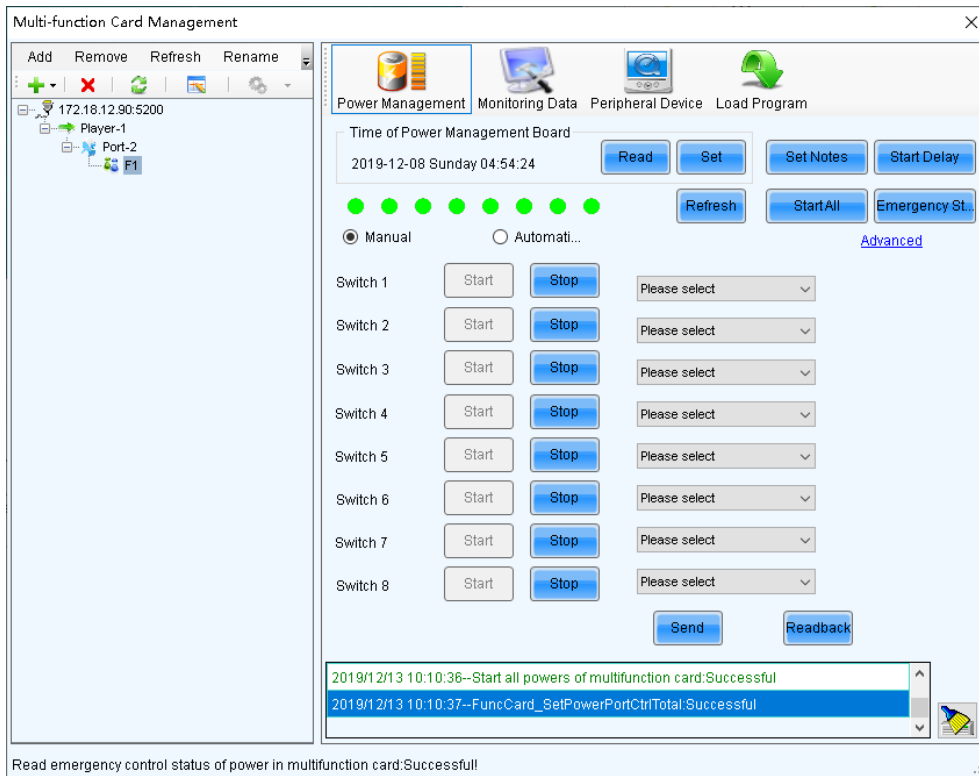 Multi-function Card Management
Add Remove Refresh Rename
172.18.12.90:5200
Player-1
Port-2
F1
Power Management Monitoring Data Peripheral Device Load Program
Time of Power Management Board
2019-12-08 Sunday 04:54:24 Read Set Set Notes Start Delay
Refresh Start All Emergency St...
Manual Automati... Advanced
Switch 1 Start Stop Please select
Switch 2 Start Stop Please select
Switch 3 Start Stop Please select
Switch 4 Start Stop Please select
Switch 5 Start Stop Please select
Switch 6 Start Stop Please select
Switch 7 Start Stop Please select
Switch 8 Start Stop Please select
Send Readback
2019/12/13 10:10:36--Start all powers of multifunction card:Successful
2019/12/13 10:10:37--FuncCard_SetPowerPortCtrlTotal:Successful
Read emergency control status of power in multifunction card:Successful!